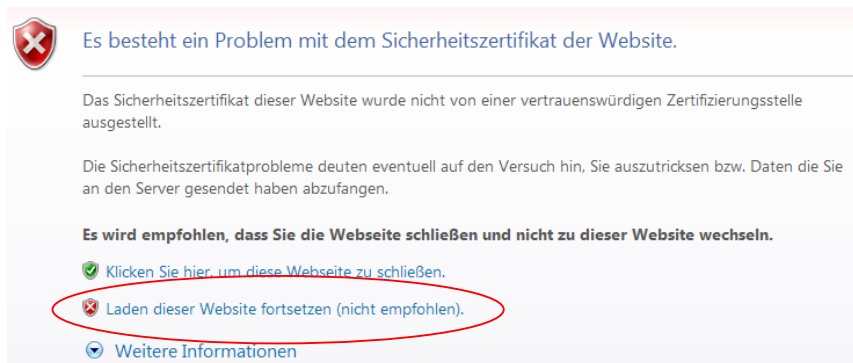 Es besteht ein Problem mit dem Sicherheitszertifikat der Website.
Das Sicherheitszertifikat dieser Website wurde nicht von einer vertrauenswürdigen Zertifizierungsstelle
ausgestellt.
Die Sicherheitszertifikatprobleme deuten eventuell auf den Versuch hin, Sie auszutricksen bzw. Daten die Sie
an den Server gesendet haben abzufangen.
Es wird empfohlen, dass Sie die Webseite schließen und nicht zu dieser Website wechseln.
Klicken Sie hier, um diese Webseite zu schließen.
Laden dieser Website fortsetzen (nicht empfohlen).
Weitere Informationen